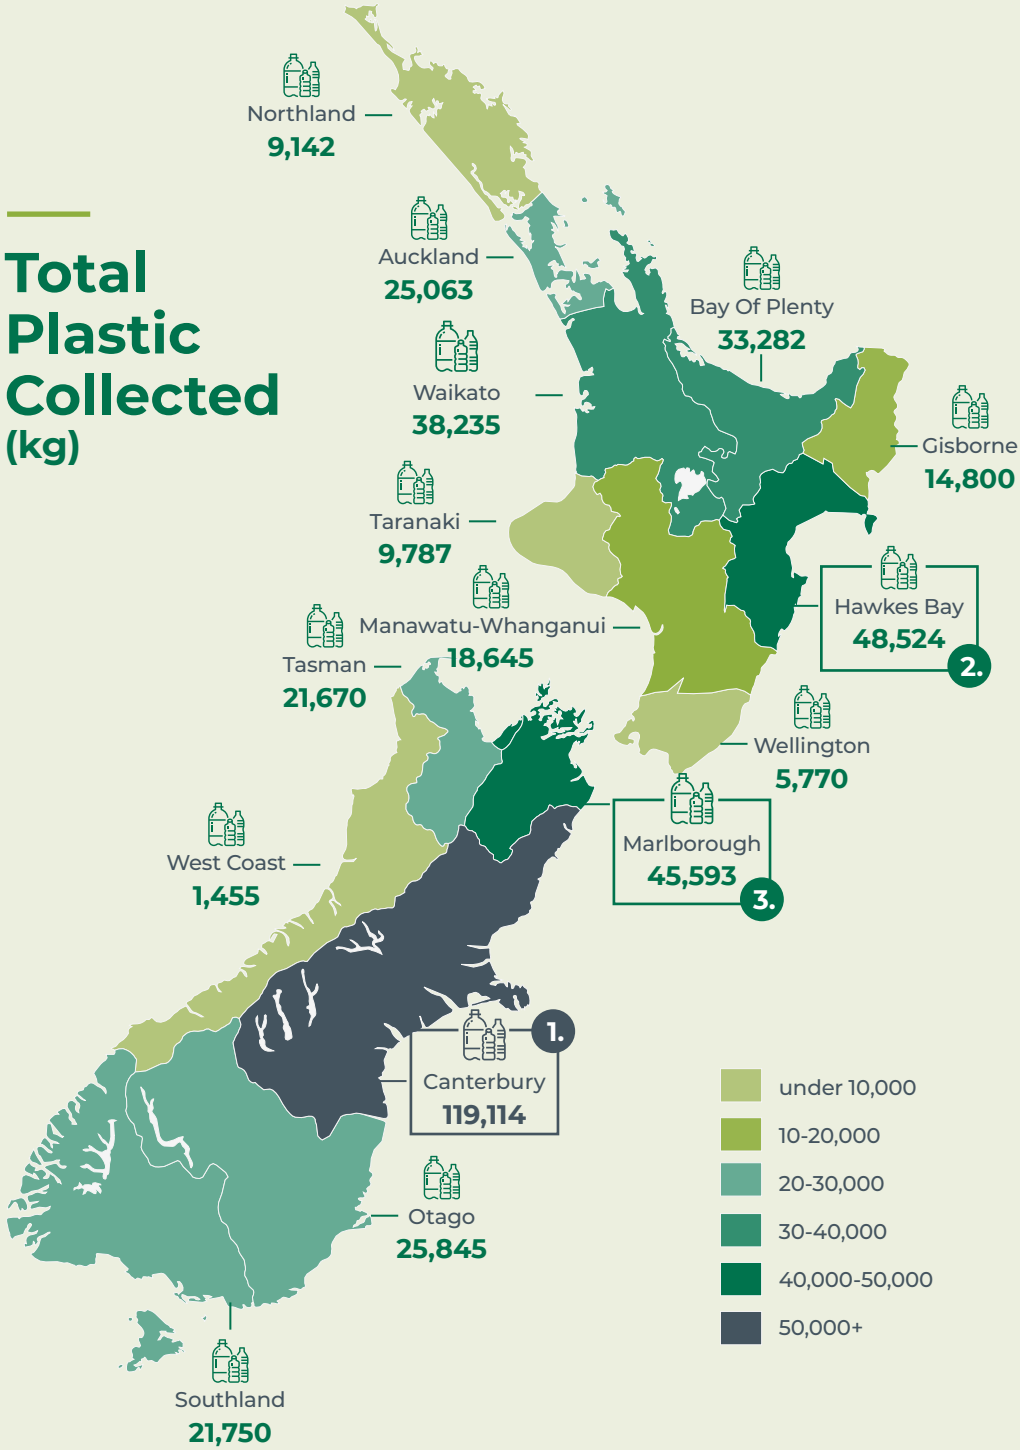 Northland
9,142
Total
Plastic
Collected
(kg)
Auckland
25,063
Bay Of Plenty
33,282
Waikato
38,235
Gisborne
14,800
Taranaki
9,787
Hawkes Bay
48,524
2.
Manawatu-Whanganui
18,645
Tasman
21,670
Wellington
5,770
Marlborough
45,593
3.
West Coast
1,455
1.
Canterbury
119,114
Otago
25,845
Southland
21,750
under 10,000
10-20,000
20-30,000
30-40,000
40,000-50,000
50,000+